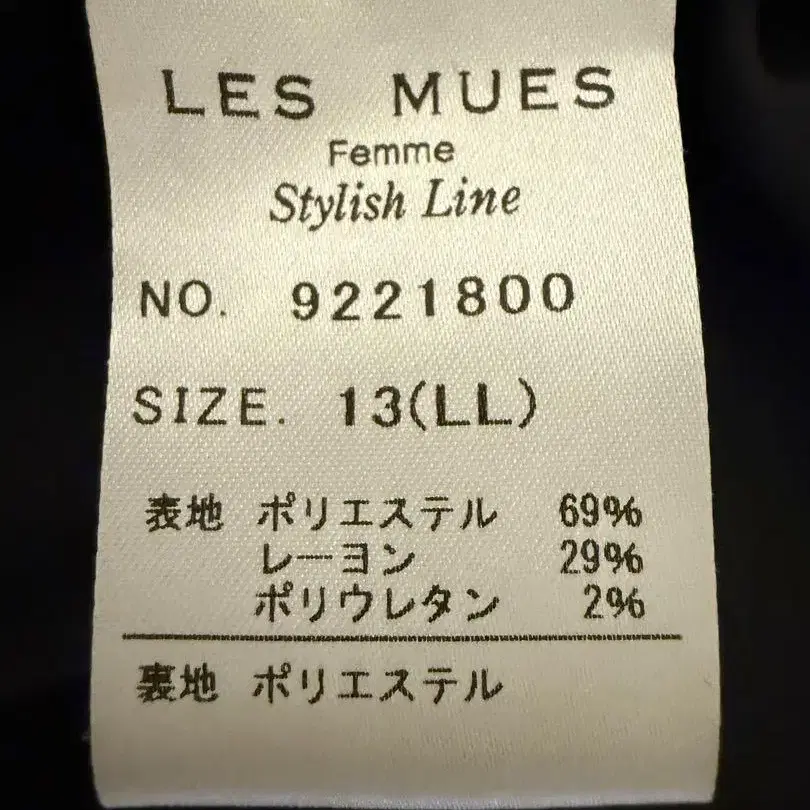 LES MUES
Femme
Stylish Line
NO. 9221800
SIZE. 13(LL)
表地 ポリエステル 69%
レーヨン 29%
ポリウレタン 2%
裏地 ポリエステル